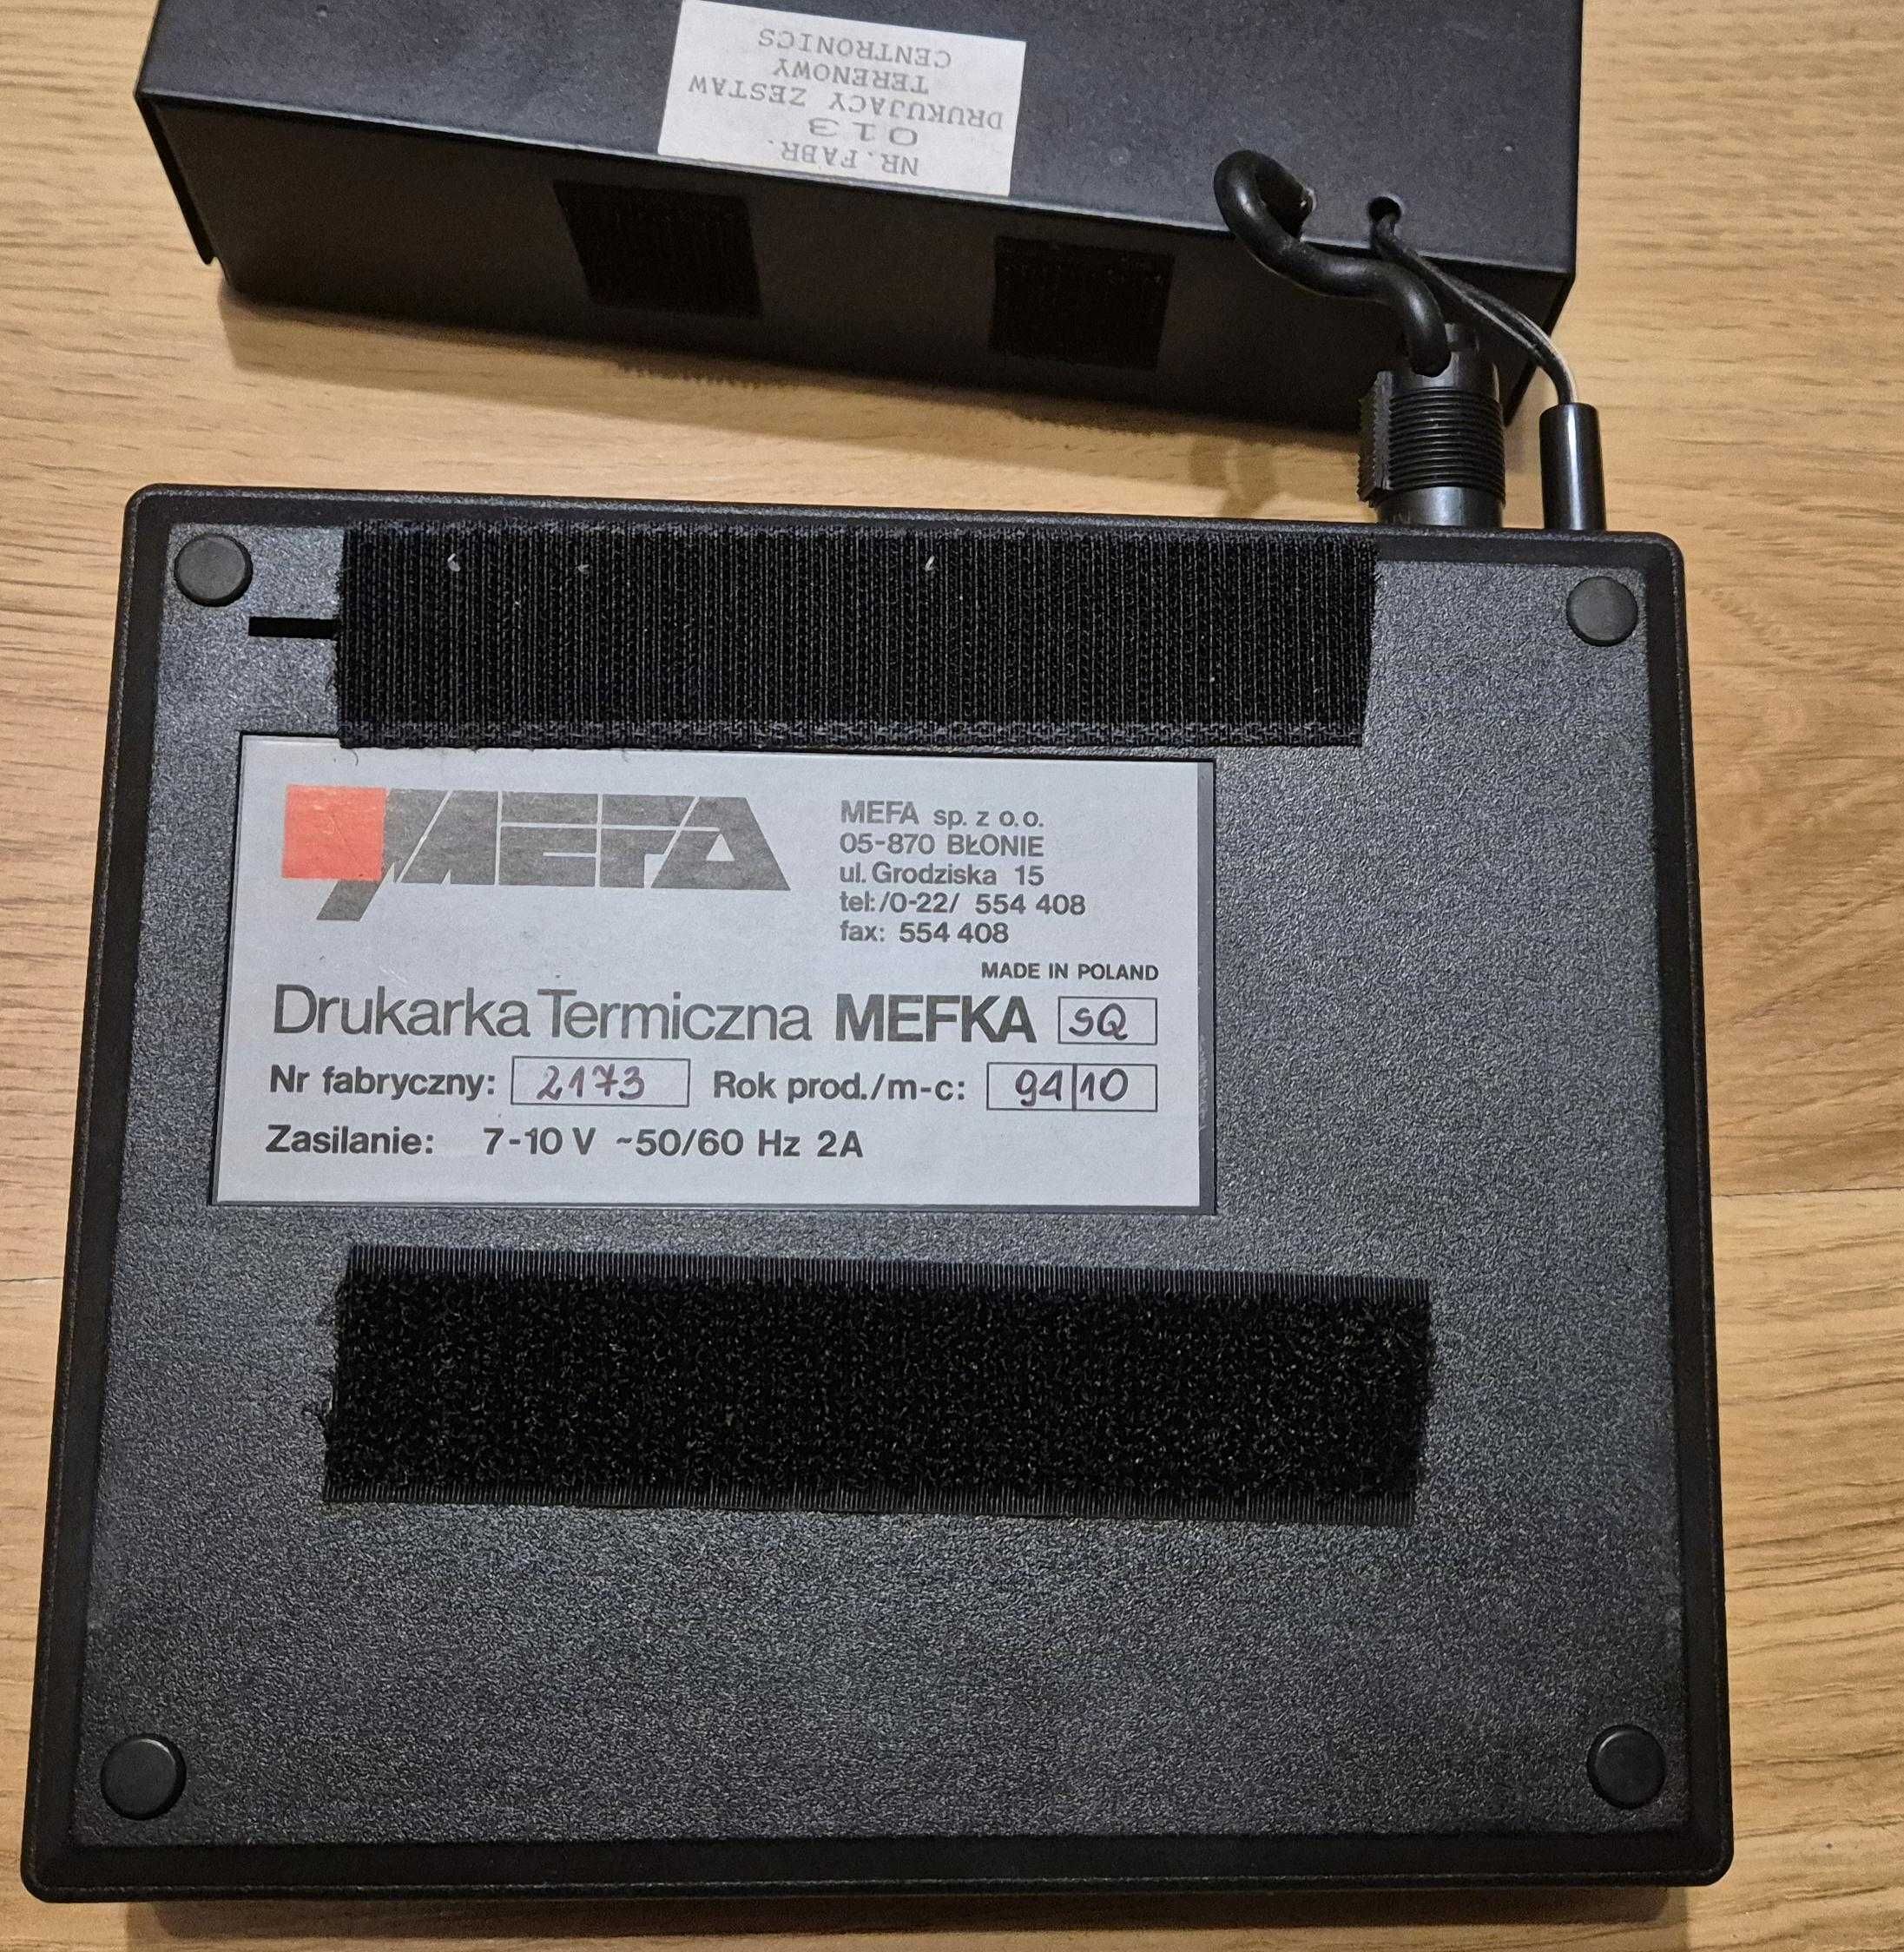 NR.FABR.
013
DRUKUJACY ZESTAW
TERENOWY
CENTRONICS
MEFA
MEFA sp. z o.o.
05-870 BŁONIE
ul. Grodziska 15
tel:/0-22/ 554 408
fax: 554 408
MADE IN POLAND
Drukarka Termiczna MEFKA SQ
Nr fabryczny: 2173 Rok prod./m-c: 94|10
Zasilanie: 7-10 V ~50/60 Hz 2A